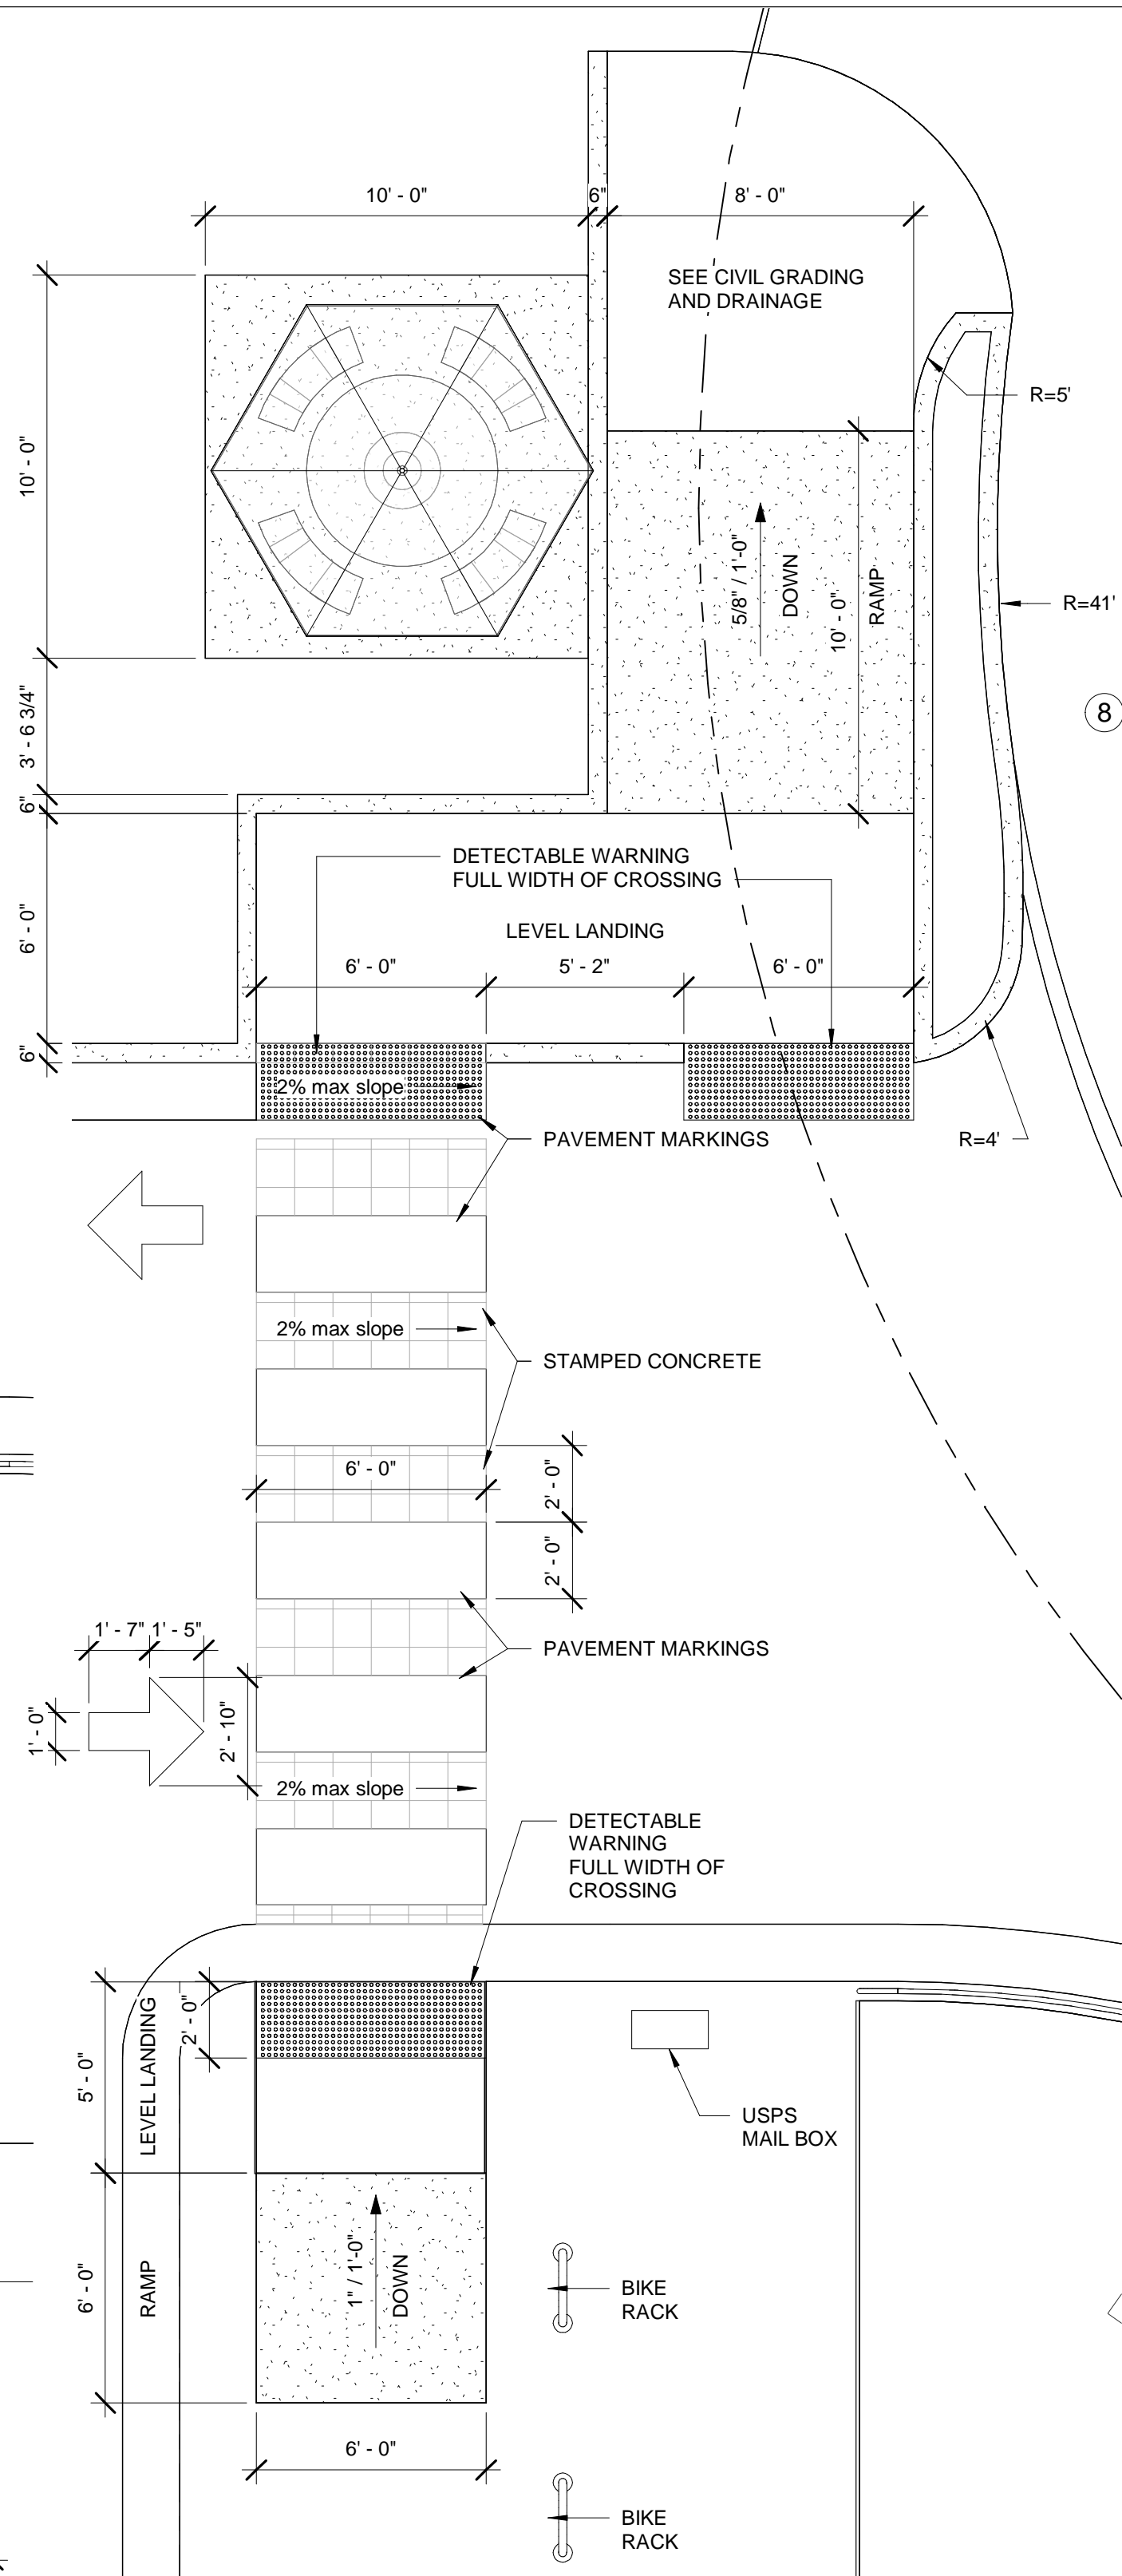 10' - 0"
6"
8' - 0"
SEE CIVIL GRADING
AND DRAINAGE
R=5'
10' - 0"
5/8" / 1'-0"
DOWN
10' - 0"
RAMP
R=41'
8
3' - 6 3/4"
6"
DETECTABLE WARNING
FULL WIDTH OF CROSSING
LEVEL LANDING
6' - 0"
6' - 0"
5' - 2"
6' - 0"
6"
2% max slope
PAVEMENT MARKINGS
R=4'
2% max slope
STAMPED CONCRETE
6' - 0"
2' - 0"
2' - 0"
1' - 7"
1' - 5"
PAVEMENT MARKINGS
1' - 0"
2' - 10"
2% max slope
DETECTABLE
WARNING
FULL WIDTH OF
CROSSING
5' - 0"
LEVEL LANDING
2' - 0"
USPS
MAIL BOX
6' - 0"
RAMP
1" / 1'-0"
DOWN
BIKE
RACK
6' - 0"
BIKE
RACK